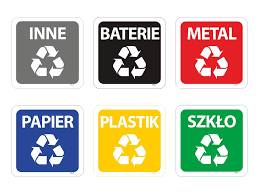 INNE
BATERIE
METAL
PAPIER
PLASTIK
SZKŁO